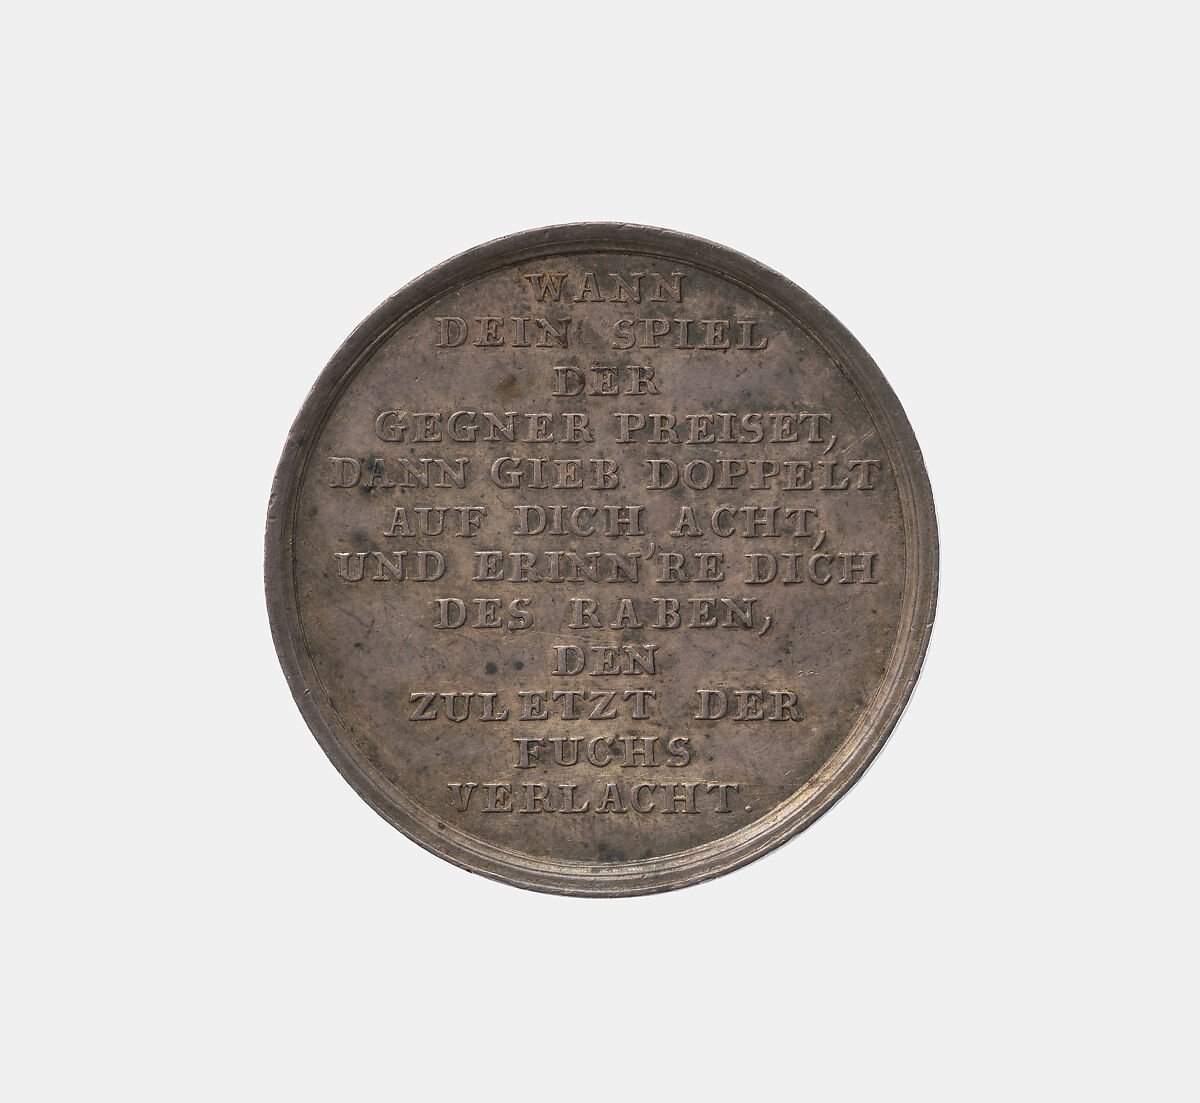 WANN
DEIN SPIEL
DER
GEGNER PREISET,
DANN GIEB DOPPELT
AUF DICH ACHT,
UND ERINN'RE DICH
DES RABEN,
DEN
ZULETZT DER
FUCHS
VERLACHT.